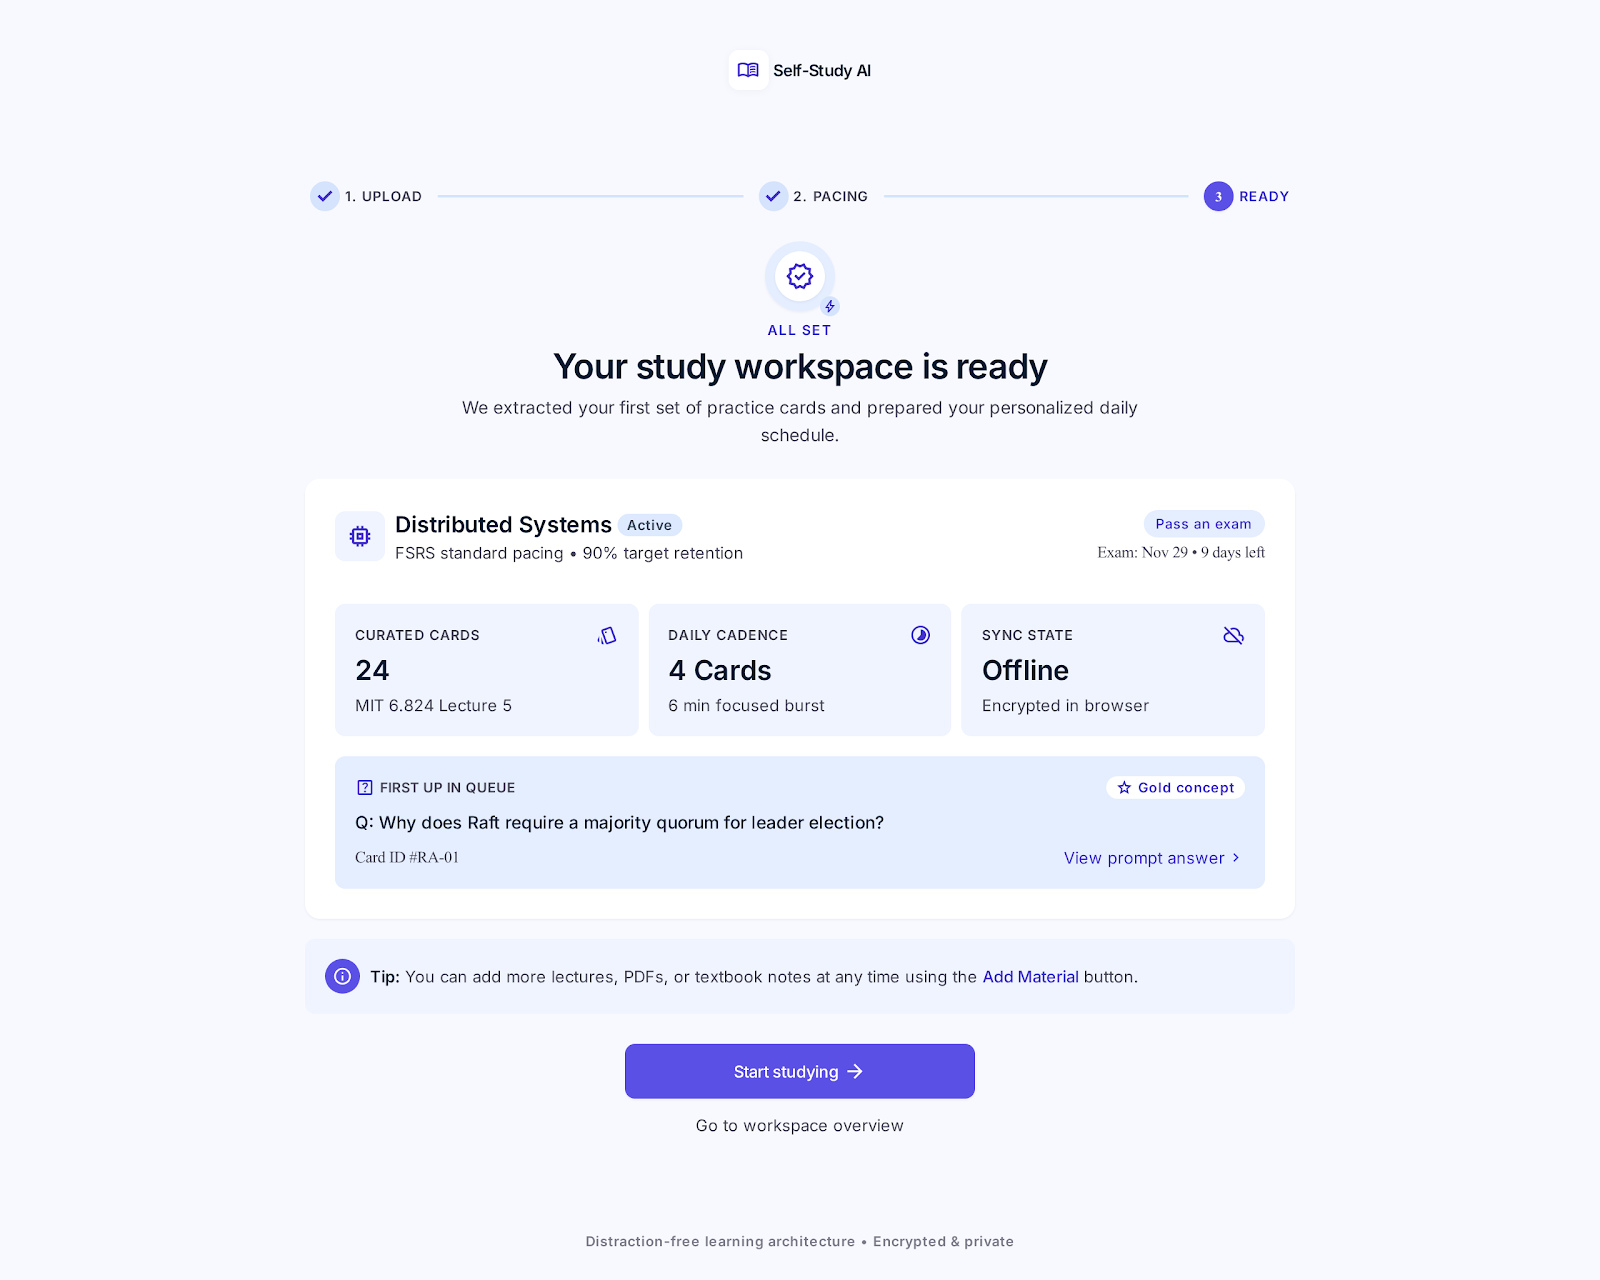 Self-Study AI
1. UPLOAD
2. PACING
3 READY
ALL SET
Your study workspace is ready
We extracted your first set of practice cards and prepared your personalized daily
schedule.
Distributed Systems Active
FSRS standard pacing • 90% target retention
Pass an exam
Exam: Nov 29 • 9 days left
CURATED CARDS
24
MIT 6.824 Lecture 5
DAILY CADENCE
4 Cards
6 min focused burst
SYNC STATE
Offline
Encrypted in browser
FIRST UP IN QUEUE
Gold concept
Q: Why does Raft require a majority quorum for leader election?
Card ID #RA-01
View prompt answer
Tip: You can add more lectures, PDFs, or textbook notes at any time using the Add Material button.
Start studying
Go to workspace overview
Distraction-free learning architecture • Encrypted & private